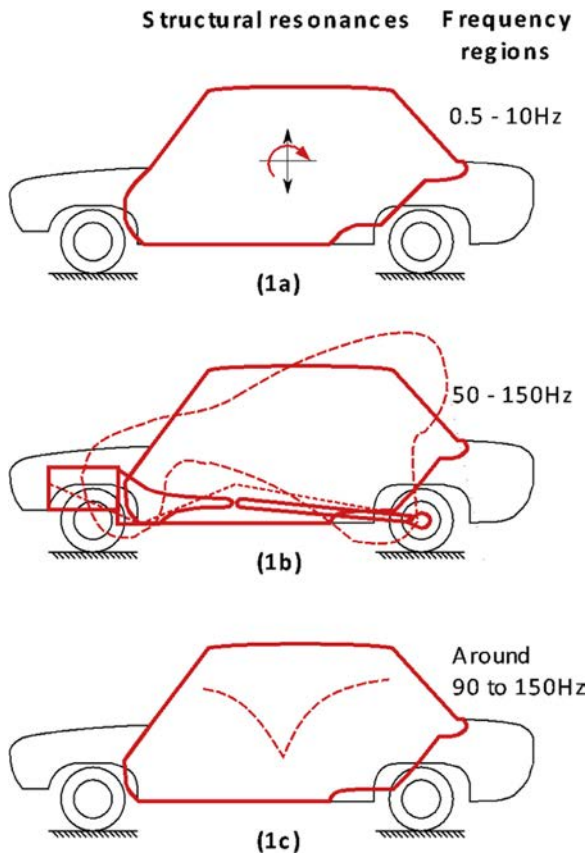 Structural resonances
Frequency
regions
0.5 - 10Hz
(1a)
50 - 150Hz
(1b)
Around
90 to 150Hz
(1c)